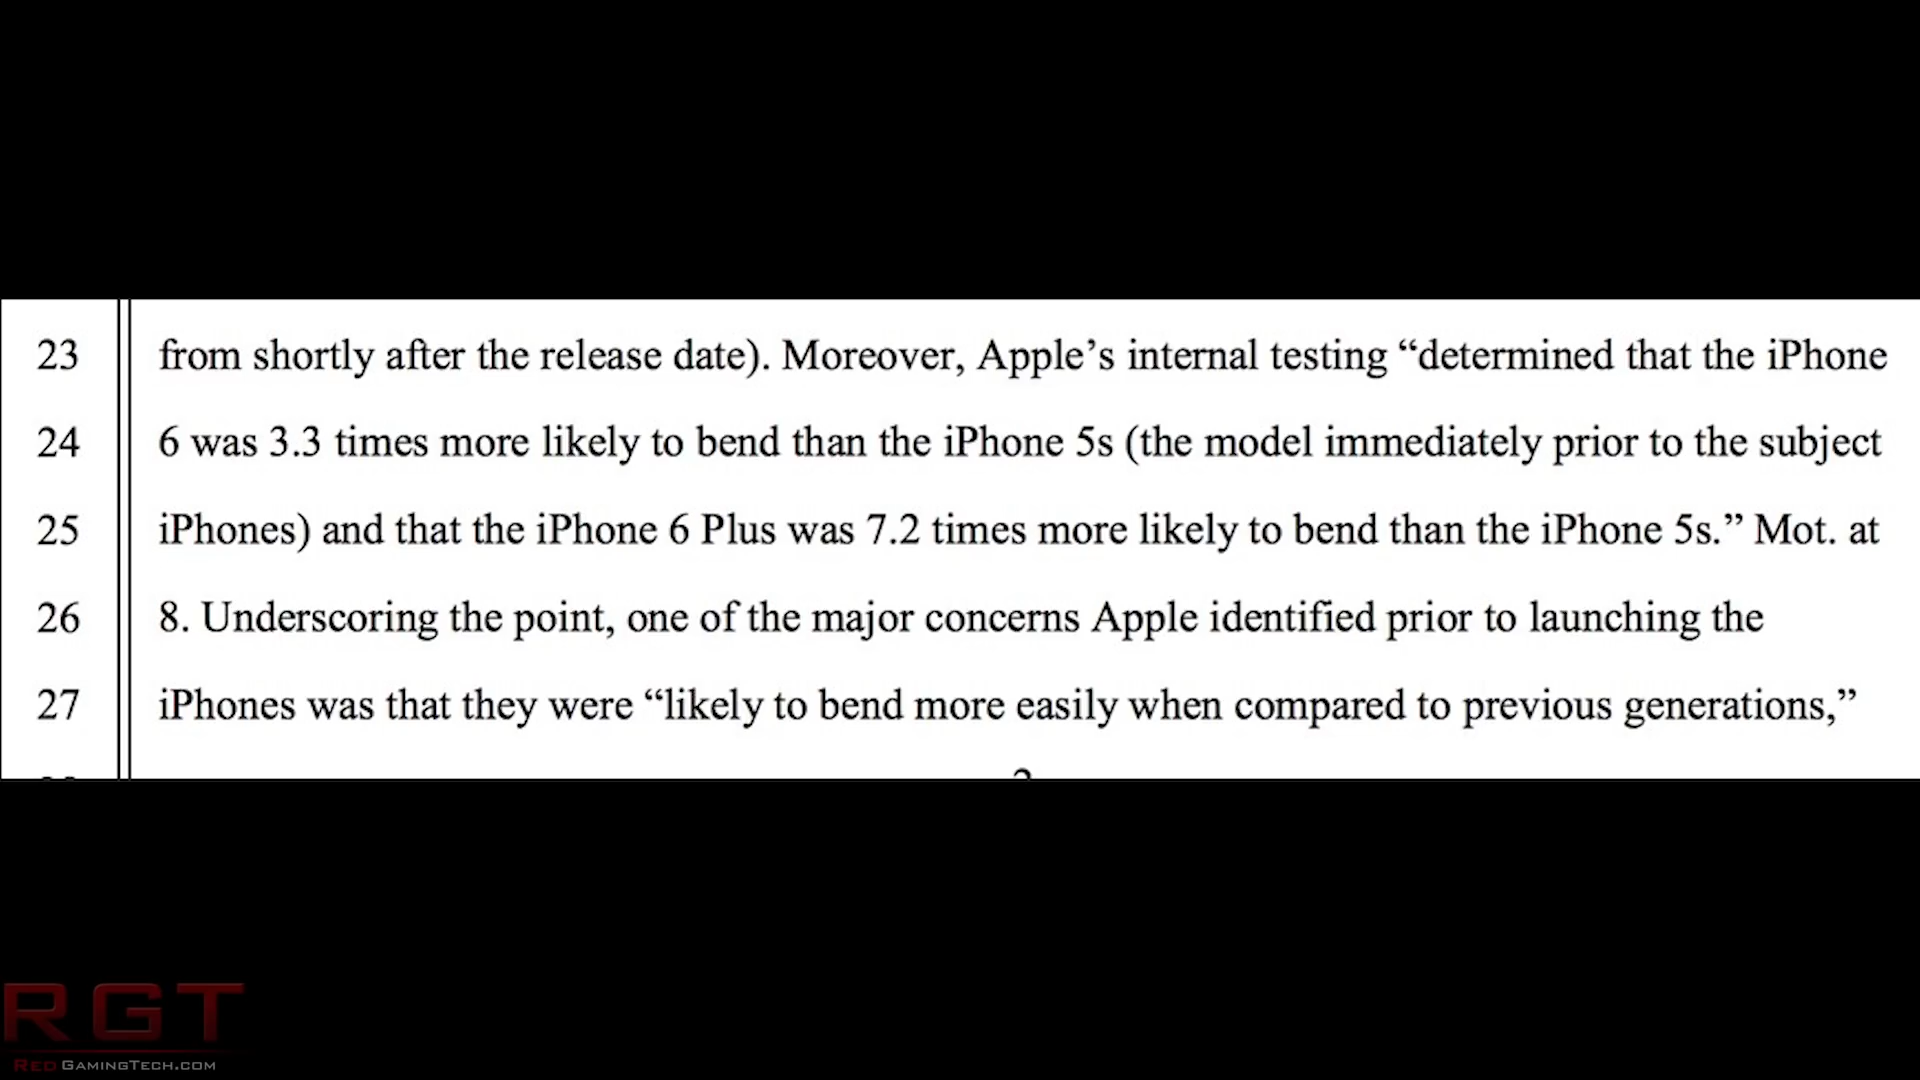 23 from shortly after the release date). Moreover, Apple’s internal testing “determined that the iPhone
24 6 was 3.3 times more likely to bend than the iPhone 5s (the model immediately prior to the subject
25 iPhones) and that the iPhone 6 Plus was 7.2 times more likely to bend than the iPhone 5s.” Mot. at
26 8. Underscoring the point, one of the major concerns Apple identified prior to launching the
27 iPhones was that they were “likely to bend more easily when compared to previous generations,”
RGT
REDGAMINGTECH.COM